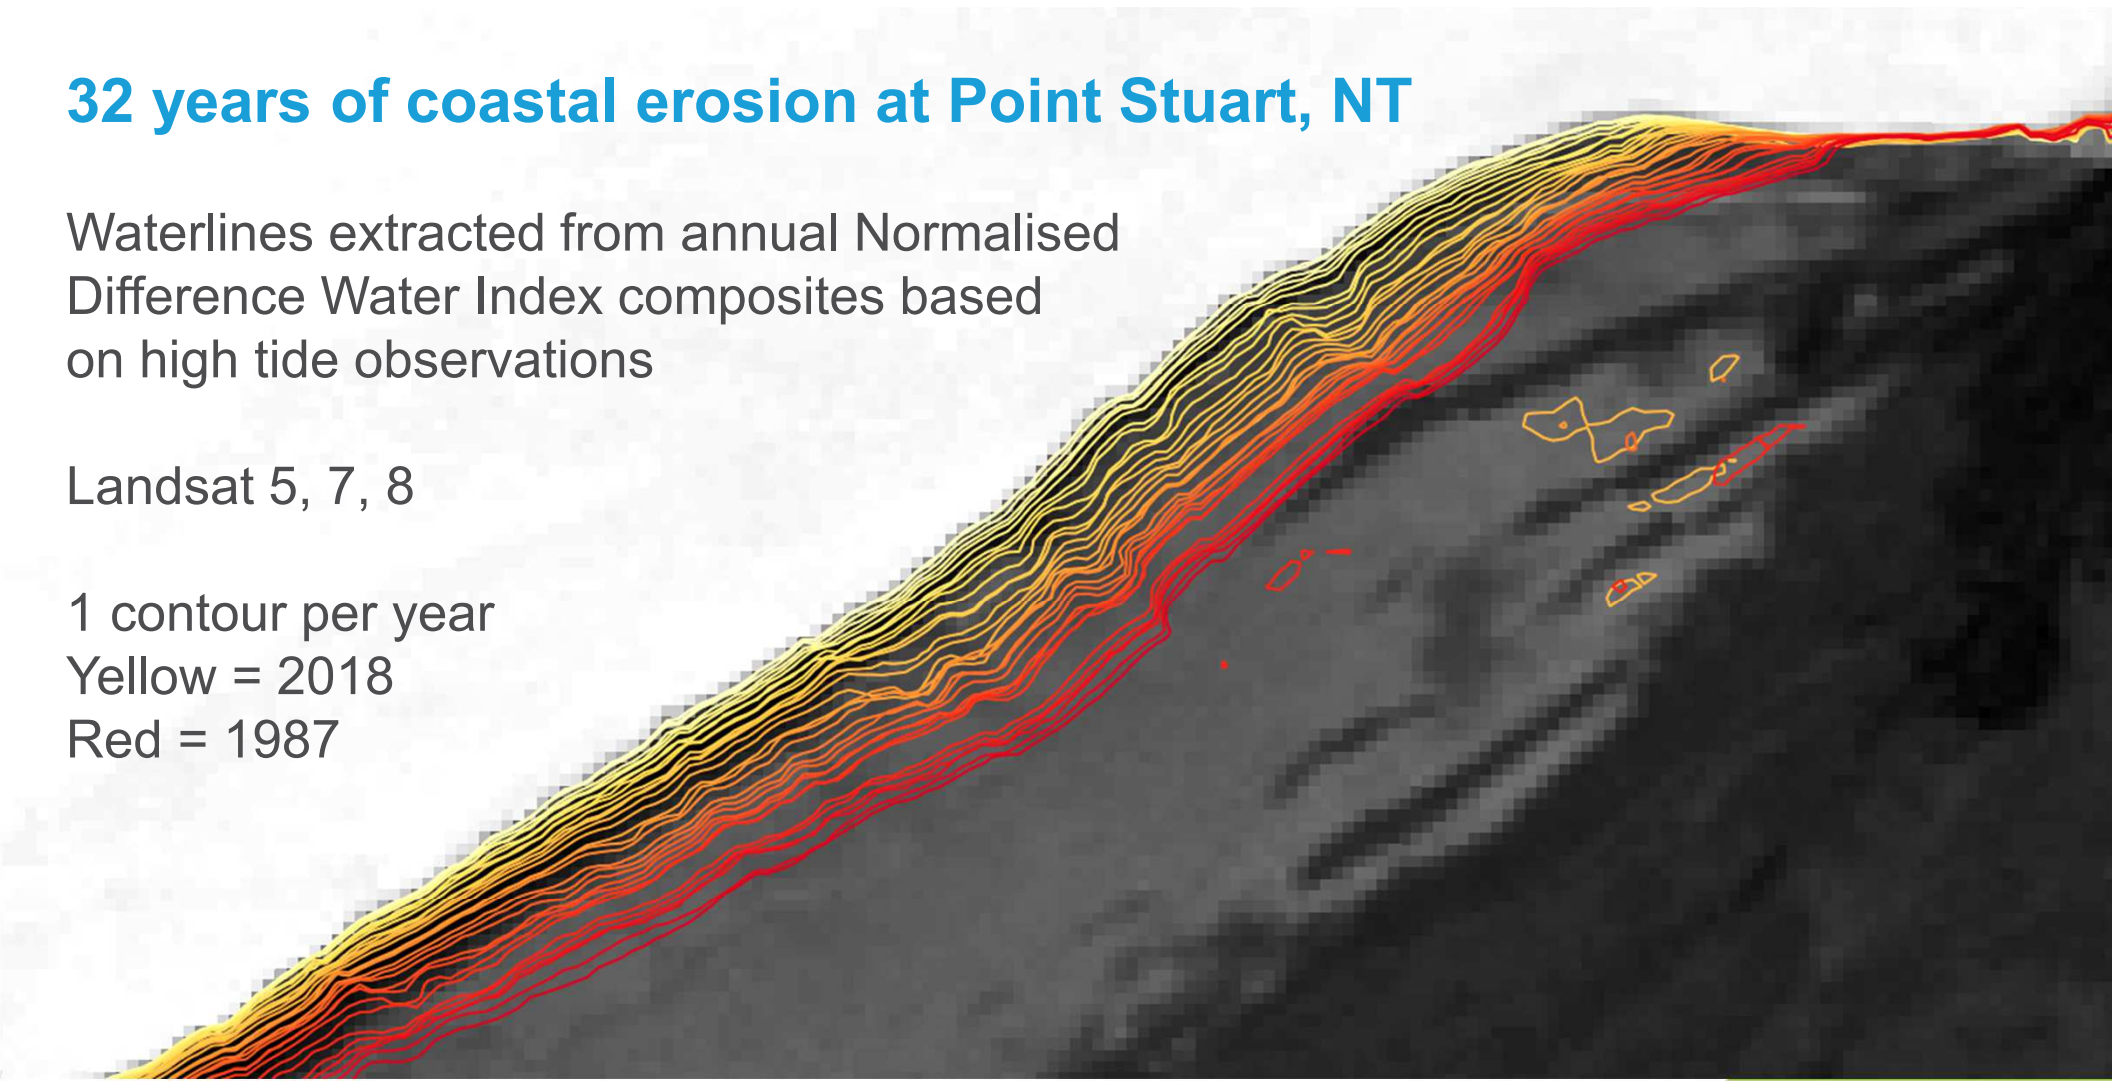 32 years of coastal erosion at Point Stuart, NT
Waterlines extracted from annual Normalised
Difference Water Index composites based
on high tide observations
Landsat 5, 7, 8
1 contour per year
Yellow = 2018
Red = 1987